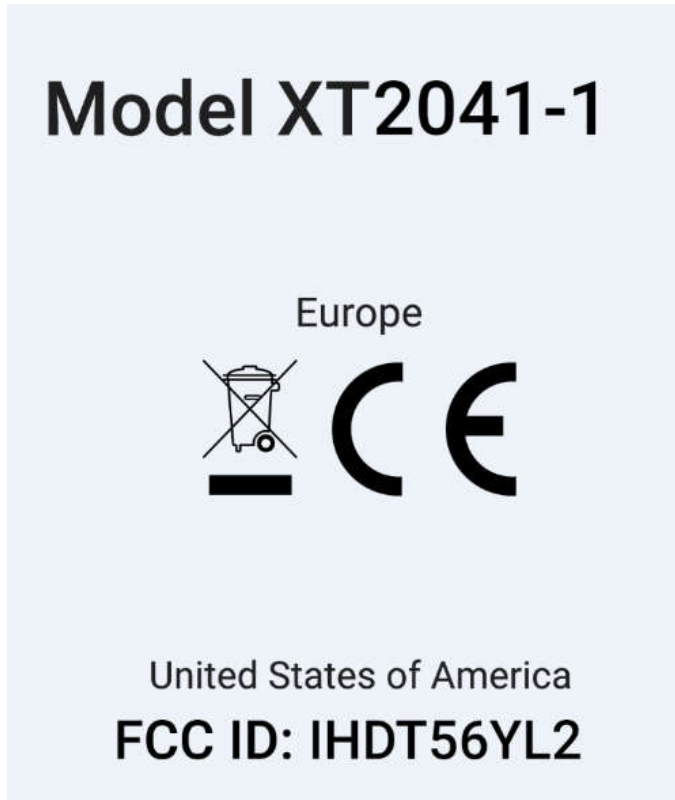 Model XT2041-1
Europe
CE
United States of America
FCC ID: IHDT56YL2